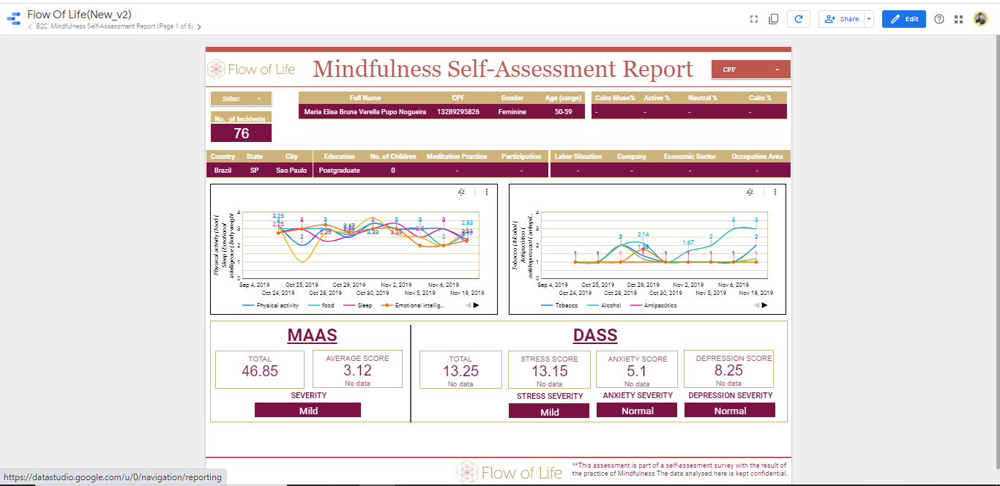 Flow Of Life(New_v2)
B2C: Mindfulness Self-Assessment Report (Page 1 of 6)
Share
Edit
Flow of Life
Mindfulness Self-Assessment Report
CPF
Selec
No. of Incidents
76
Full Name CPF Gender Age (range)
Maria Elisa Bruna Varella Pupo Nogueira 13289295826 Feminine 50-59
Calm Muse% Active % Neutral % Calm %
- - - -
Country State City Education No. of Children Meditation Practice Participation Labor Situation Company Economic Sector Occupation Area
Brazil SP Sao Paulo Postgraduate 0 - - - - - -
Physical activity | food |
Sleep | Emotional
intelligence | Body weight
4
3
2
1
0
3.25
2.75
3
2
3
2.25
2.67
3
3.33
3
3.33
3
2.5
3
2
2.83
Sep 4, 2019 Oct 25, 2019 Oct 29, 2019 Nov 2, 2019 Nov 6, 2019
Oct 24, 2019 Oct 28, 2019 Oct 30, 2019 Nov 5, 2019 Nov 19, 2019
Physical activity food Sleep Emotional intellig...
Tobacco | Alcohol |
Antipscótico |
antidepressant | antiepil...
4
3
2
1
0
1
1
2
1
2.14
1
1
1.67
1
2
1
3
1
3
2
1
Sep 4, 2019 Oct 25, 2019 Oct 29, 2019 Nov 2, 2019 Nov 6, 2019
Oct 24, 2019 Oct 28, 2019 Oct 30, 2019 Nov 5, 2019 Nov 19, 2019
Tobacco Alcohol Antipscótico
MAAS
TOTAL
46.85
AVERAGE SCORE
3.12
No data
SEVERITY
Mild
DASS
TOTAL
13.25
No data
STRESS SCORE
13.15
No data
ANXIETY SCORE
5.1
No data
DEPRESSION SCORE
8.25
No data
STRESS SEVERITY ANXIETY SEVERITY DEPRESSION SEVERITY
Mild Normal Normal
Flow of Life
**This assessment is part of a self-assesment survey with the result of
the practice of Mindfulness The data analysed here is kept confidential.
https://datastudio.google.com/u/0/navigation/reporting